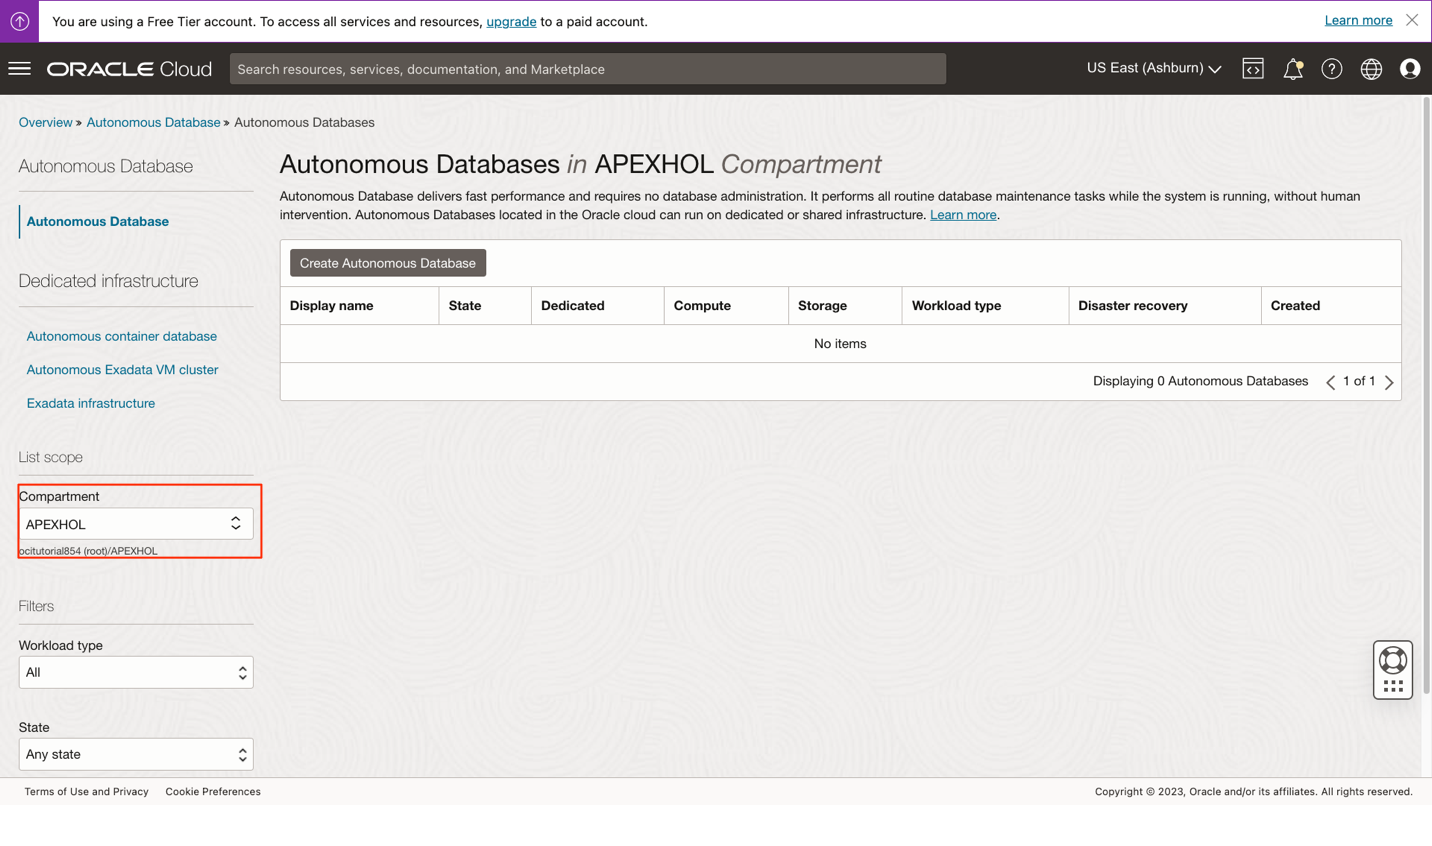 You are using a Free Tier account. To access all services and resources, upgrade to a paid account.
Learn more
ORACLE Cloud
Search resources, services, documentation, and Marketplace
US East (Ashburn)
Overview » Autonomous Database » Autonomous Databases
Autonomous Database
Autonomous Database
Dedicated infrastructure
Autonomous container database
Autonomous Exadata VM cluster
Exadata infrastructure
List scope
Compartment
APEXHOL
ocitutorial854 (root)/APEXHOL
Filters
Workload type
All
State
Any state
Autonomous Databases in APEXHOL Compartment
Autonomous Database delivers fast performance and requires no database administration. It performs all routine database maintenance tasks while the system is running, without human
intervention. Autonomous Databases located in the Oracle cloud can run on dedicated or shared infrastructure. Learn more.
Create Autonomous Database
Display name State Dedicated Compute Storage Workload type Disaster recovery Created
No items
Displaying 0 Autonomous Databases 1 of 1
Terms of Use and Privacy Cookie Preferences
Copyright © 2023, Oracle and/or its affiliates. All rights reserved.